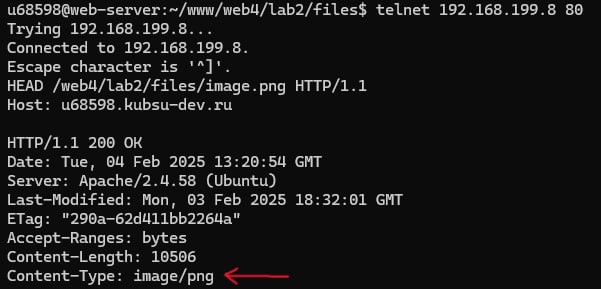 u68598@web-server:~/www/web4/lab2/files$ telnet 192.168.199.8 80
Trying 192.168.199.8...
Connected to 192.168.199.8.
Escape character is '^]'.
HEAD /web4/lab2/files/image.png HTTP/1.1
Host: u68598.kubsu-dev.ru

HTTP/1.1 200 OK
Date: Tue, 04 Feb 2025 13:20:54 GMT
Server: Apache/2.4.58 (Ubuntu)
Last-Modified: Mon, 03 Feb 2025 18:32:01 GMT
ETag: "290a-62d411bb2264a"
Accept-Ranges: bytes
Content-Length: 10506
Content-Type: image/png